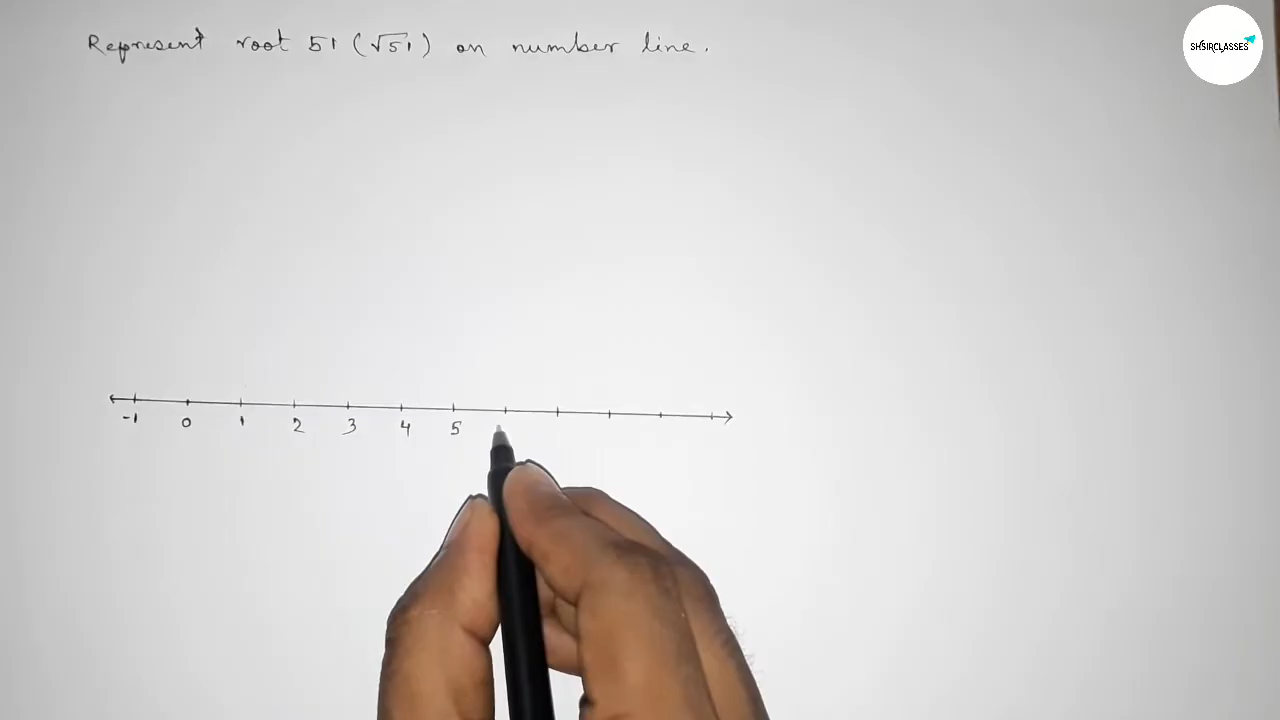 Represent root 51 (√51) on number line.
SHSIRCLASSES
-1 0 1 2 3 4 5